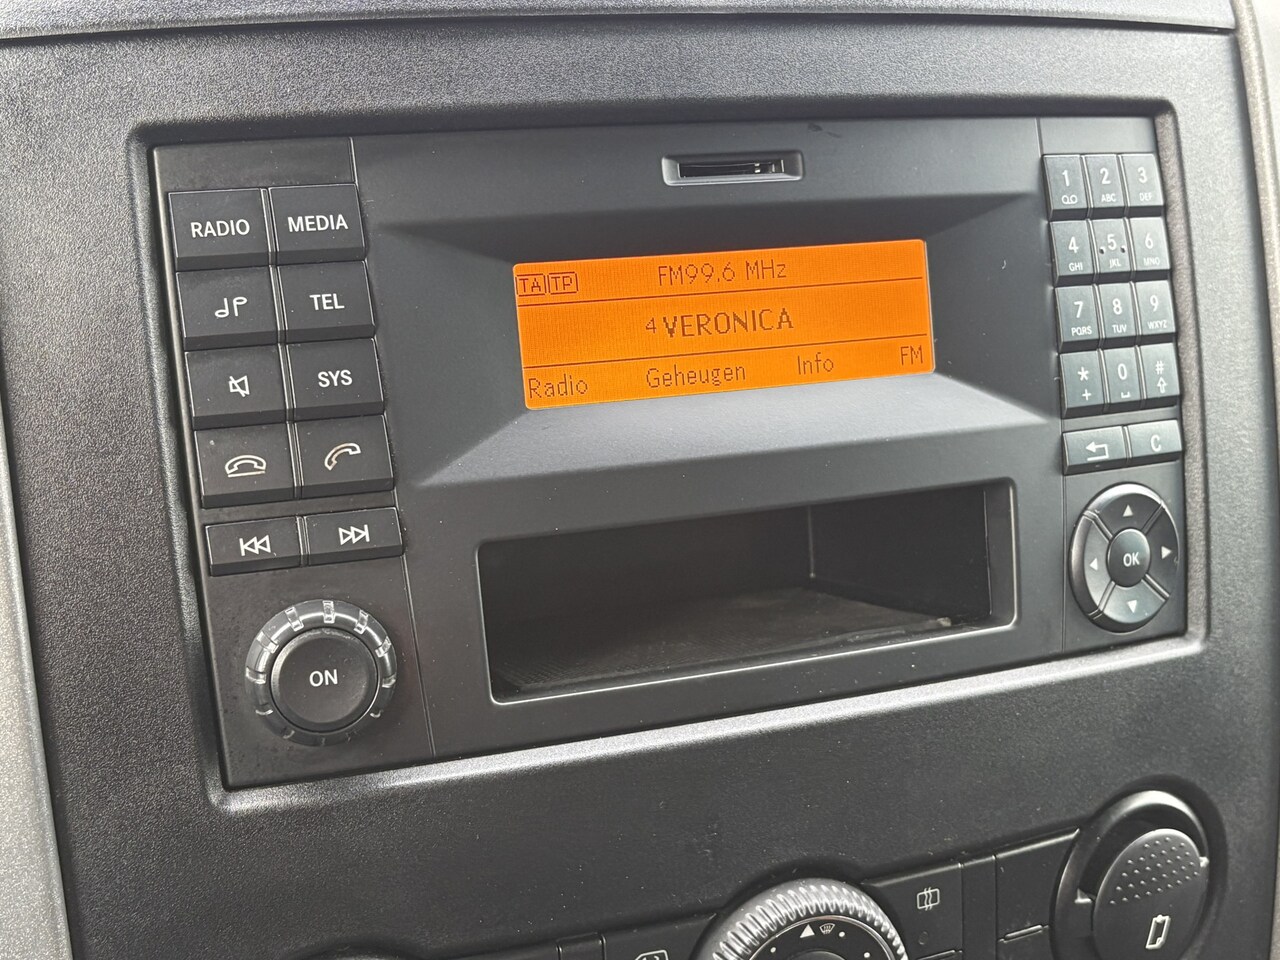 RADIO MEDIA
TEL
SYS
ON
TA TP FM99.6 MHz
4 VERONICA
Radio Geheugen Info FM
1 2 3
ABC DEF
4 5 6
GHI JKL MNO
7 8 9
PQRS TUV WXYZ
* 0 #
+
C
OK